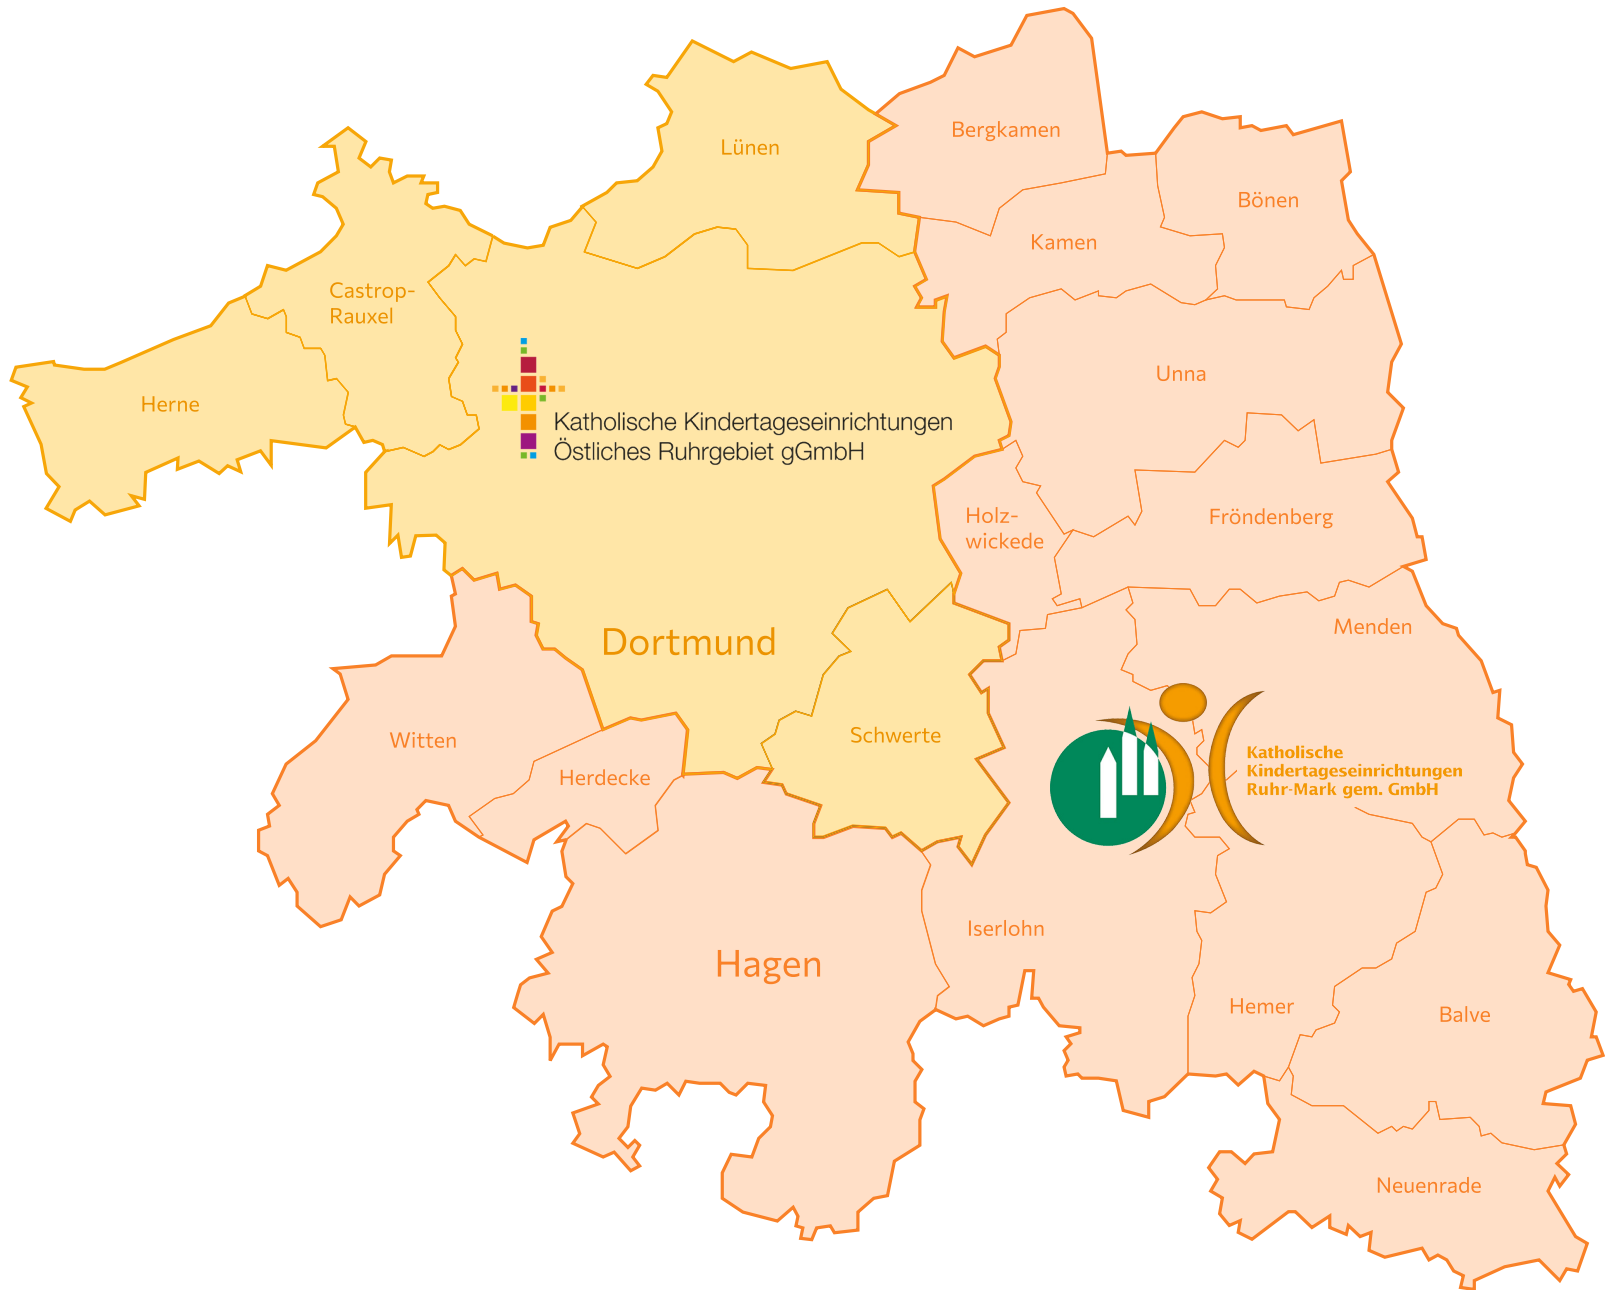 Bergkamen
Lünen
Bönen
Kamen
Castrop-
Rauxel
Unna
Herne
Katholische Kindertageseinrichtungen
Östliches Ruhrgebiet gGmbH
Holz-
wickede
Fröndenberg
Menden
Dortmund
Schwerte
Witten
Herdecke
Katholische
Kindertageseinrichtungen
Ruhr-Mark gem. GmbH
Iserlohn
Hagen
Hemer
Balve
Neuenrade